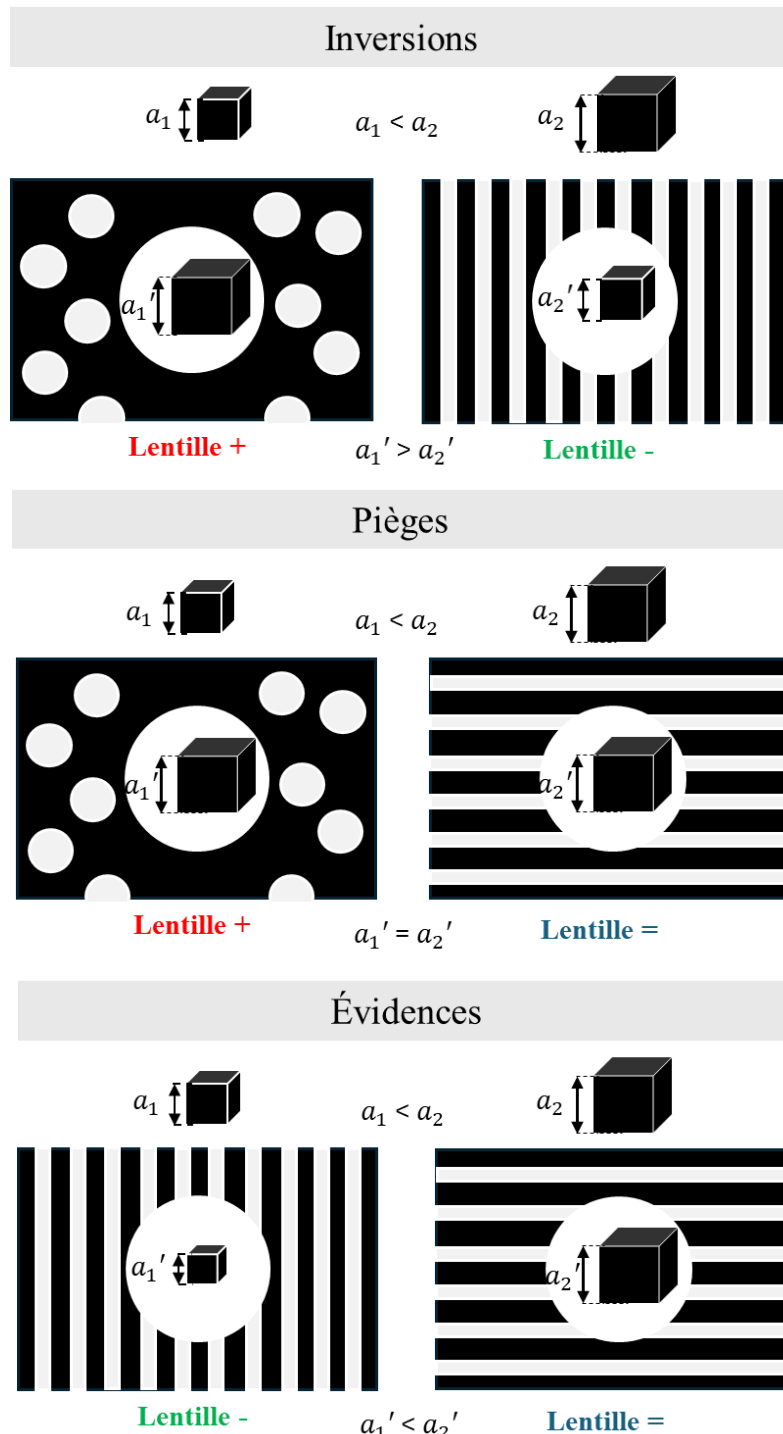 Inversions
a₁ a₁ < a₂ a₂
a₁′ a₂′
Lentille + a₁′ > a₂′ Lentille -
Pièges
a₁ a₁ < a₂ a₂
a₁′ a₂′
Lentille + a₁′ = a₂′ Lentille =
Évidences
a₁ a₁ < a₂ a₂
a₁′ a₂′
Lentille - a₁′ < a₂′ Lentille =